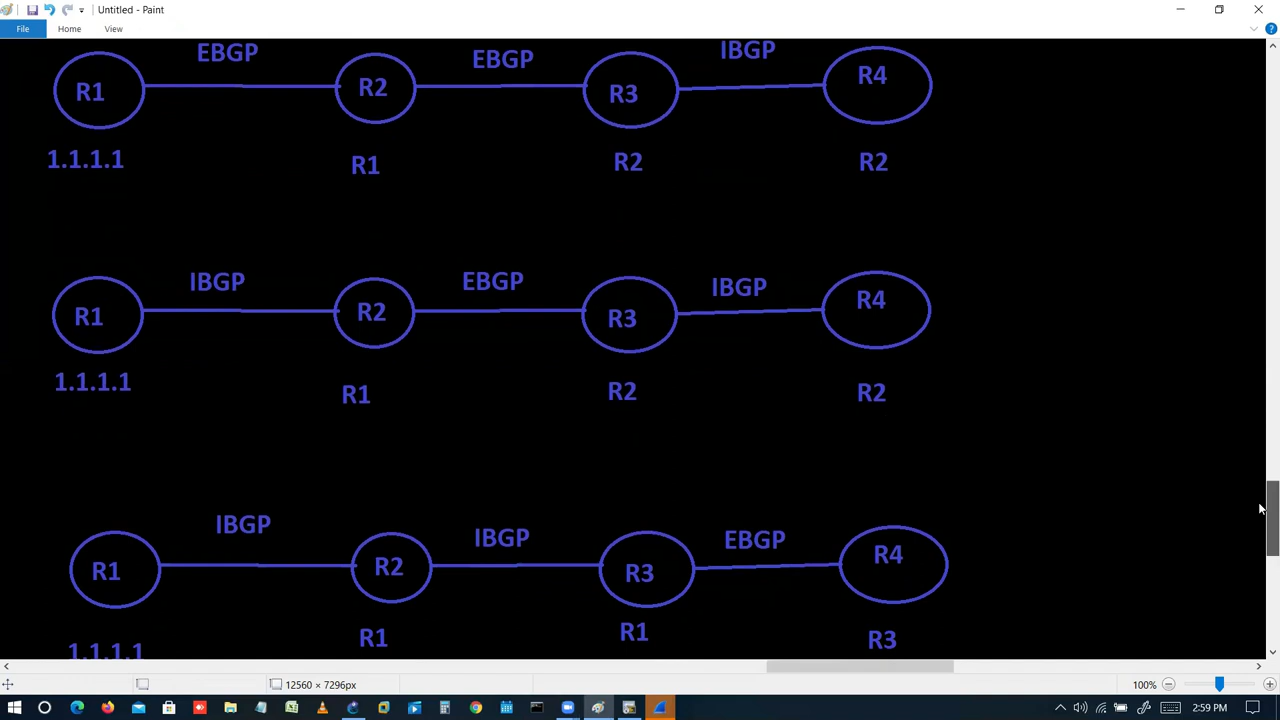 Untitled - Paint
File Home View
EBGP EBGP IBGP
R1 R2 R3 R4
1.1.1.1 R1 R2 R2
IBGP EBGP IBGP
R1 R2 R3 R4
1.1.1.1 R1 R2 R2
IBGP IBGP EBGP
R1 R2 R3 R4
1.1.1.1 R1 R1 R3
12560 × 7296px 100%
2:59 PM